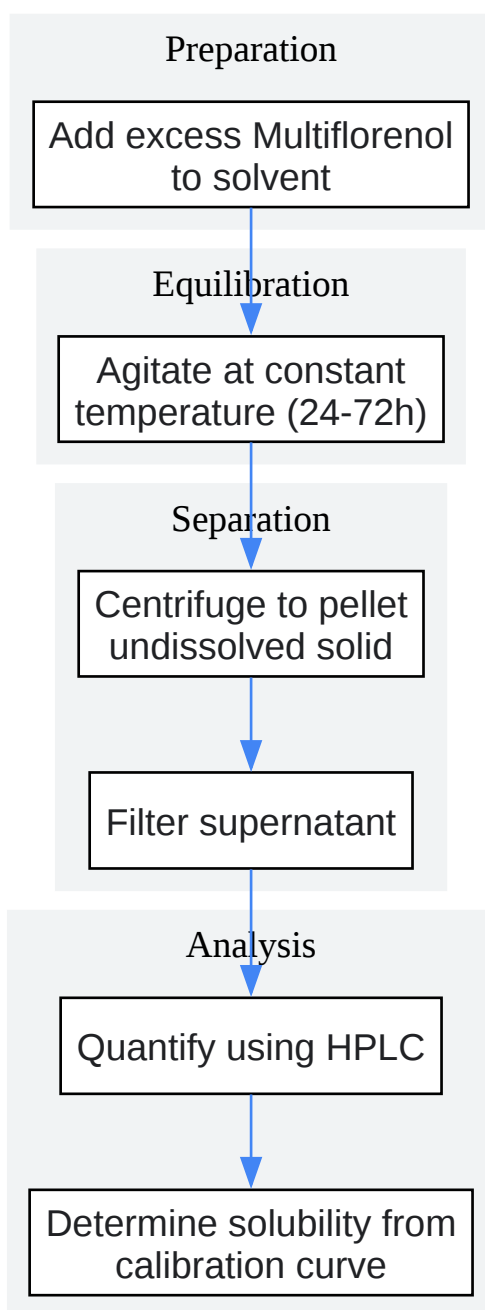 Preparation
Add excess Multiflorenol
to solvent
Equilibration
Agitate at constant
temperature (24-72h)
Separation
Centrifuge to pellet
undissolved solid
Filter supernatant
Analysis
Quantify using HPLC
Determine solubility from
calibration curve